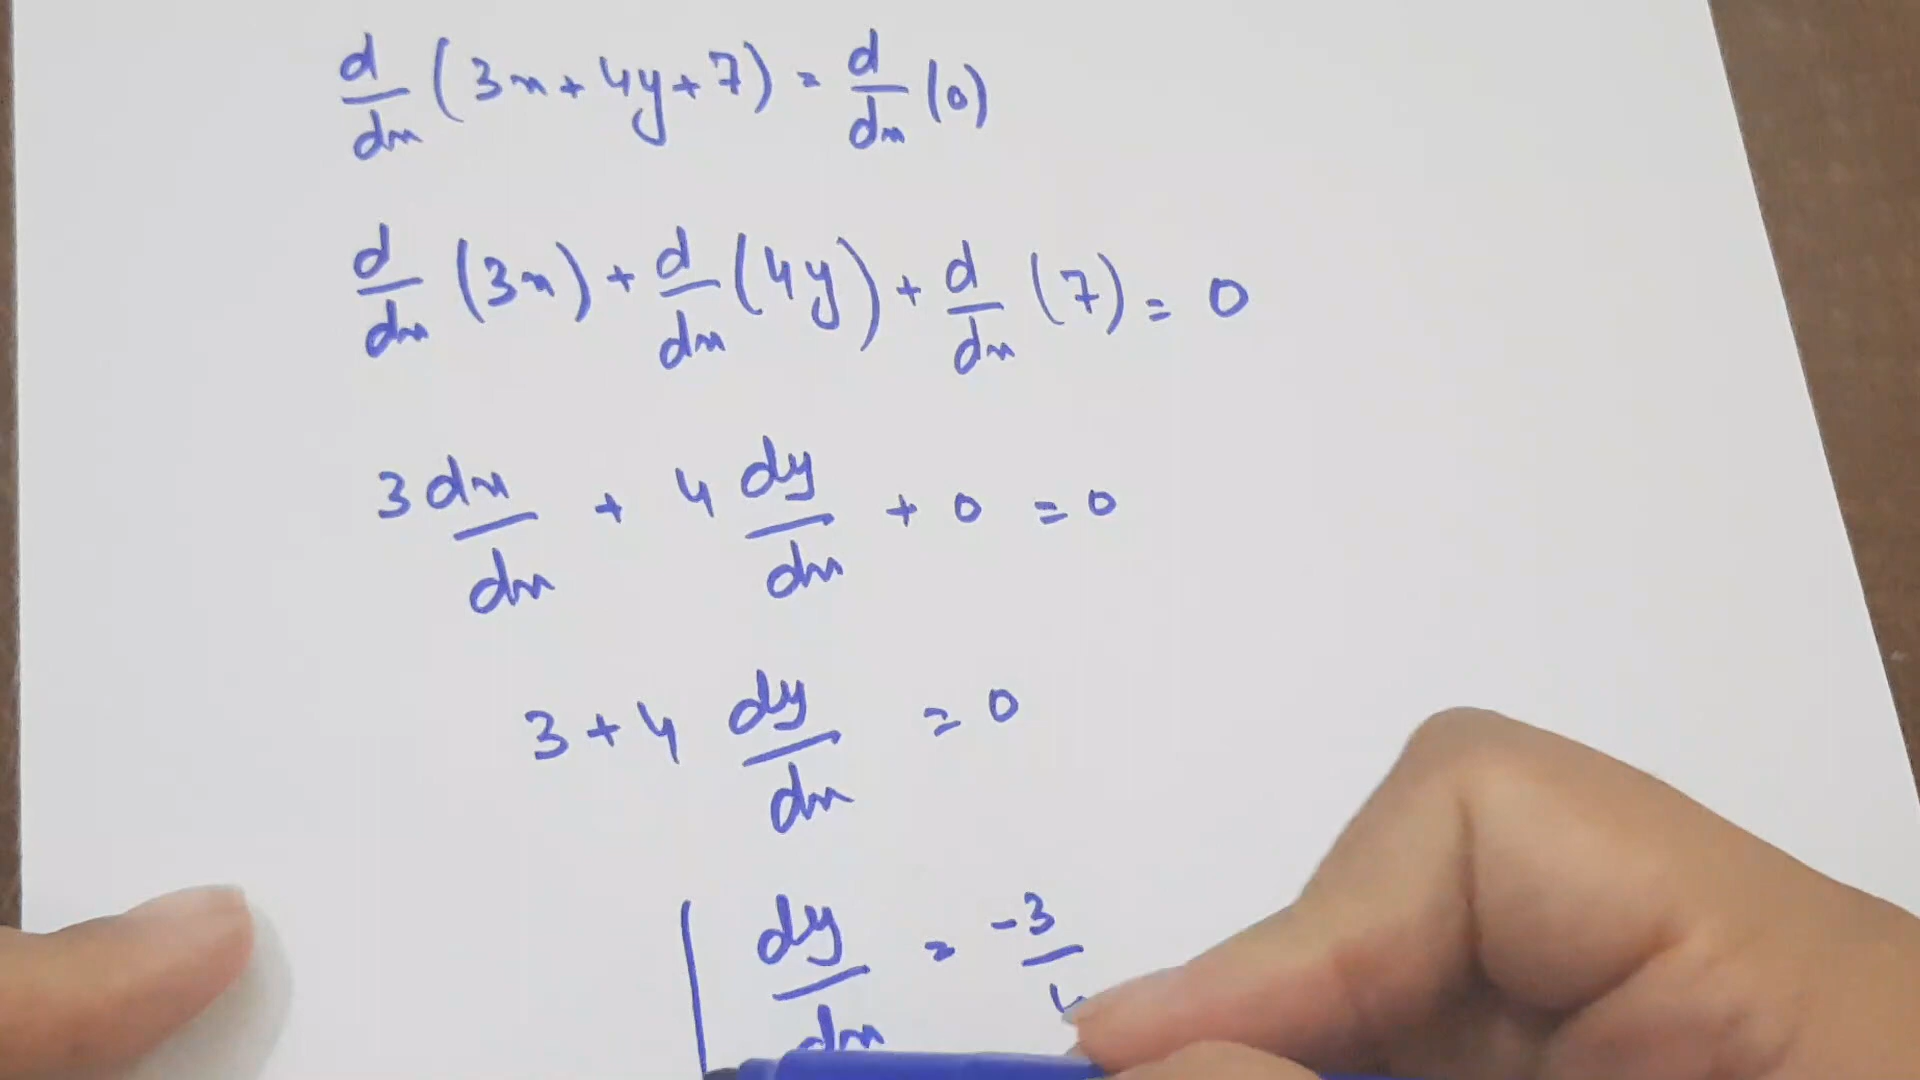 d/dx (3x + 4y + 7) = d/dx (0)
d/dx (3x) + d/dx (4y) + d/dx (7) = 0
3 dx/dx + 4 dy/dx + 0 = 0
3 + 4 dy/dx = 0
dy/dx = -3/4